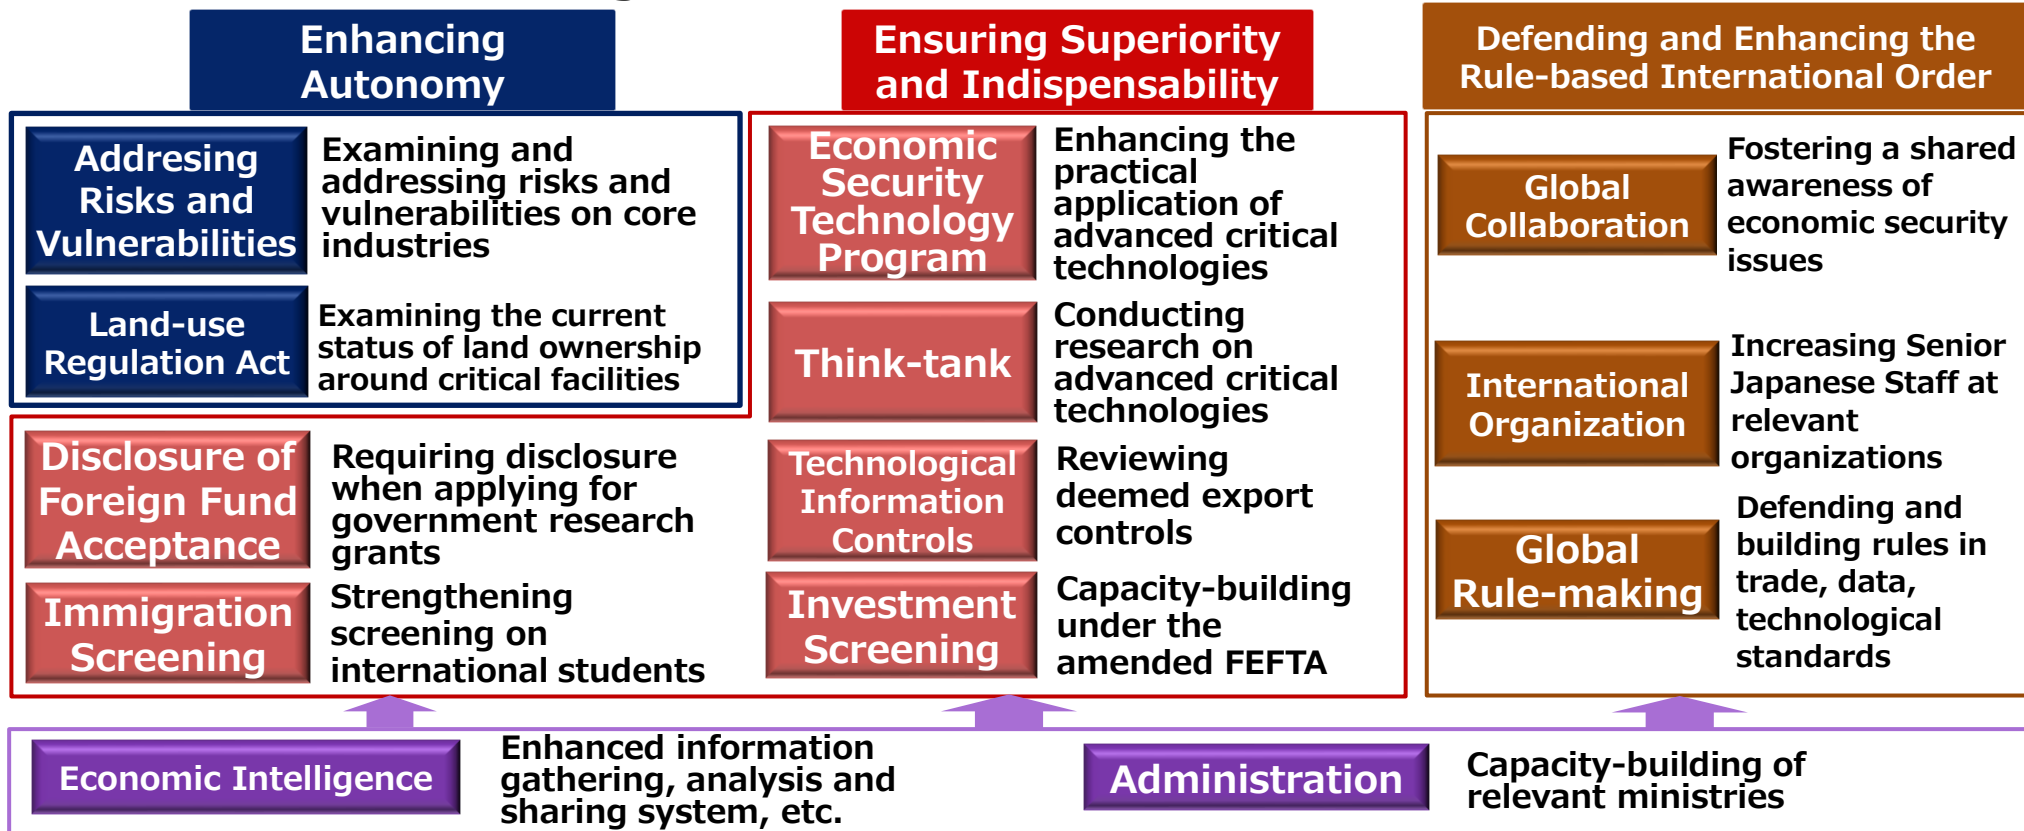 Enhancing
Autonomy
Addresing
Risks and
Vulnerabilities
Examining and
addressing risks and
vulnerabilities on core
industries
Land-use
Regulation Act
Examining the current
status of land ownership
around critical facilities
Disclosure of
Foreign Fund
Acceptance
Requiring disclosure
when applying for
government research
grants
Immigration
Screening
Strengthening
screening on
international students
Ensuring Superiority
and Indispensability
Economic
Security
Technology
Program
Enhancing the
practical
application of
advanced critical
technologies
Think-tank
Conducting
research on
advanced critical
technologies
Technological
Information
Controls
Reviewing
deemed export
controls
Investment
Screening
Capacity-building
under the
amended FEFTA
Defending and Enhancing the
Rule-based International Order
Global
Collaboration
Fostering a shared
awareness of
economic security
issues
International
Organization
Increasing Senior
Japanese Staff at
relevant
organizations
Global
Rule-making
Defending and
building rules in
trade, data,
technological
standards
Economic Intelligence
Enhanced information
gathering, analysis and
sharing system, etc.
Administration
Capacity-building of
relevant ministries